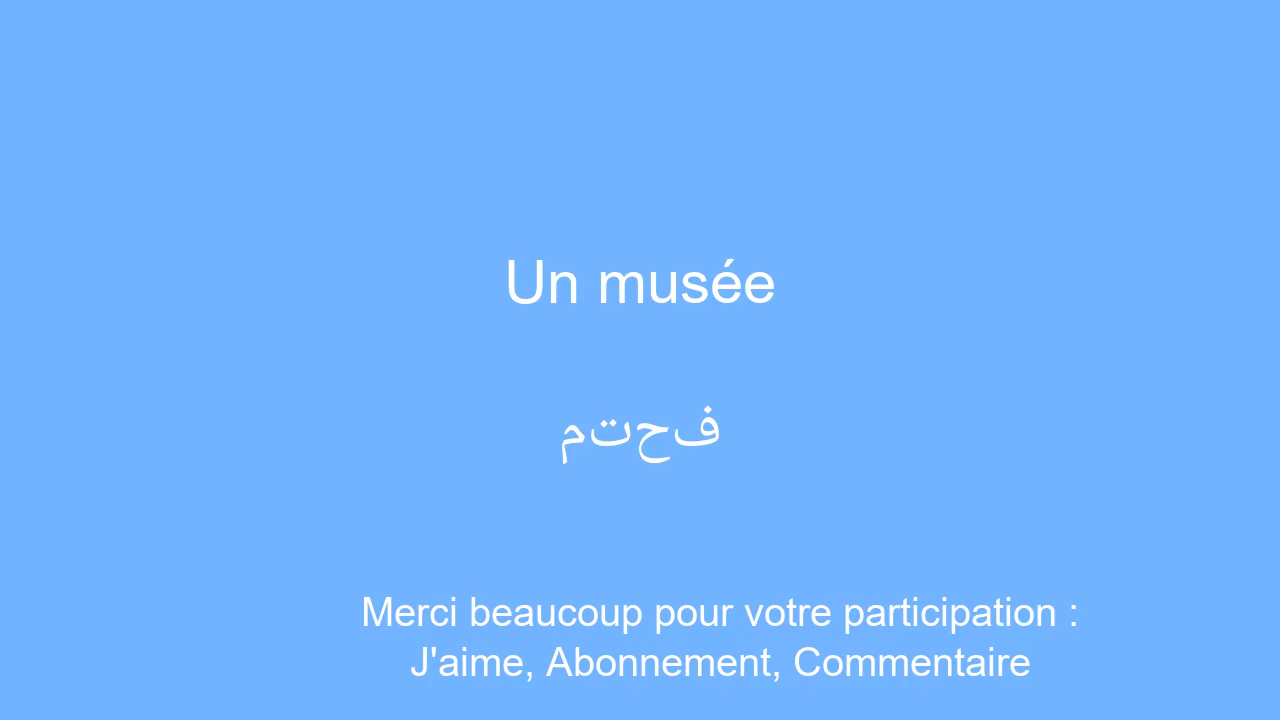 Un musée
متحف
Merci beaucoup pour votre participation :
J'aime, Abonnement, Commentaire